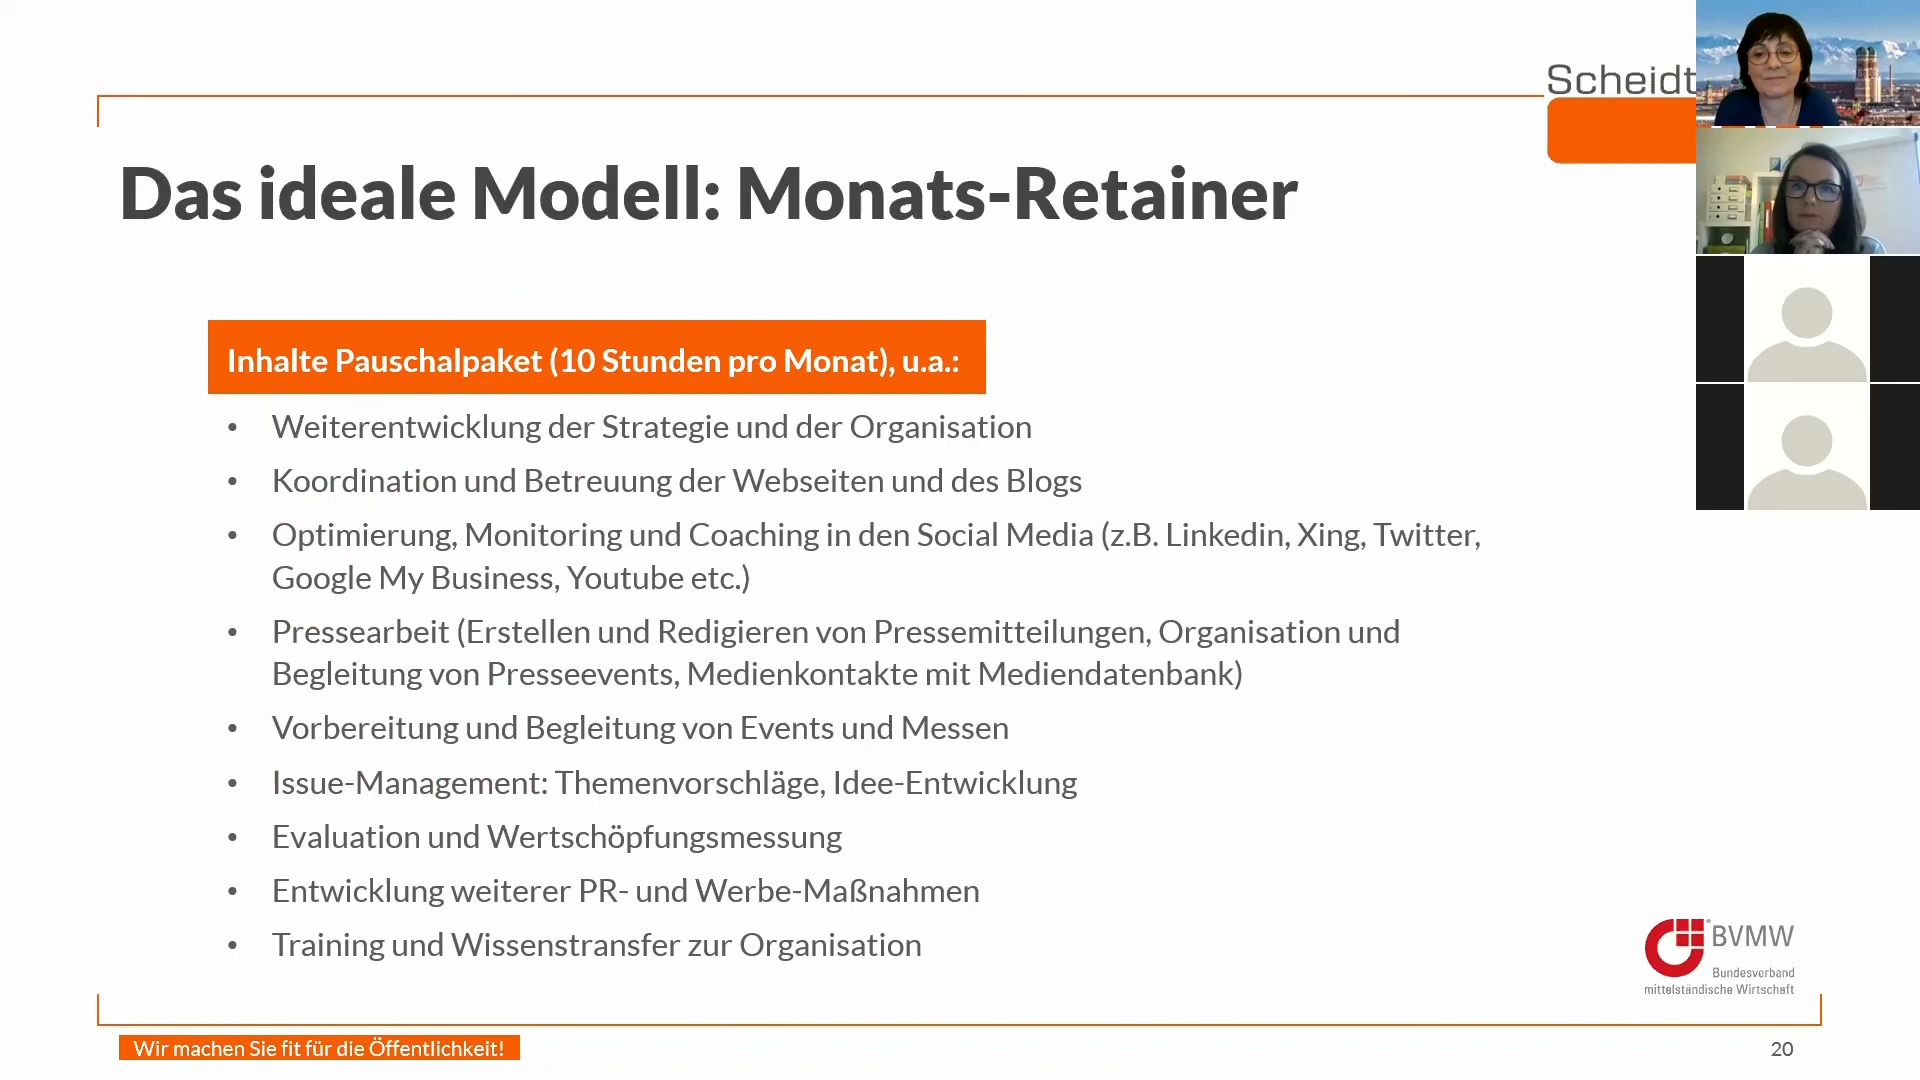 Scheidt
Das ideale Modell: Monats-Retainer
Inhalte Pauschalpaket (10 Stunden pro Monat), u.a.:
• Weiterentwicklung der Strategie und der Organisation
• Koordination und Betreuung der Webseiten und des Blogs
• Optimierung, Monitoring und Coaching in den Social Media (z.B. Linkedin, Xing, Twitter,
Google My Business, Youtube etc.)
• Pressearbeit (Erstellen und Redigieren von Pressemitteilungen, Organisation und
Begleitung von Presseevents, Medienkontakte mit Mediendatenbank)
• Vorbereitung und Begleitung von Events und Messen
• Issue-Management: Themenvorschläge, Idee-Entwicklung
• Evaluation und Wertschöpfungsmessung
• Entwicklung weiterer PR- und Werbe-Maßnahmen
• Training und Wissenstransfer zur Organisation
BVMW
Bundesverband
mittelständische Wirtschaft
Wir machen Sie fit für die Öffentlichkeit!
20